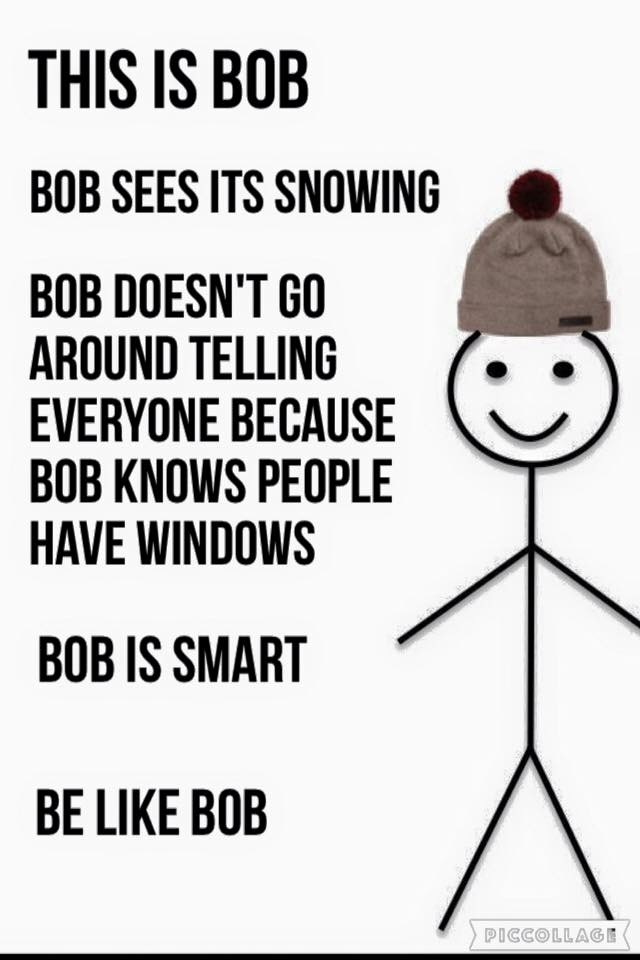 THIS IS BOB
BOB SEES ITS SNOWING
BOB DOESN'T GO
AROUND TELLING
EVERYONE BECAUSE
BOB KNOWS PEOPLE
HAVE WINDOWS
BOB IS SMART
BE LIKE BOB
PICCOLLAGE